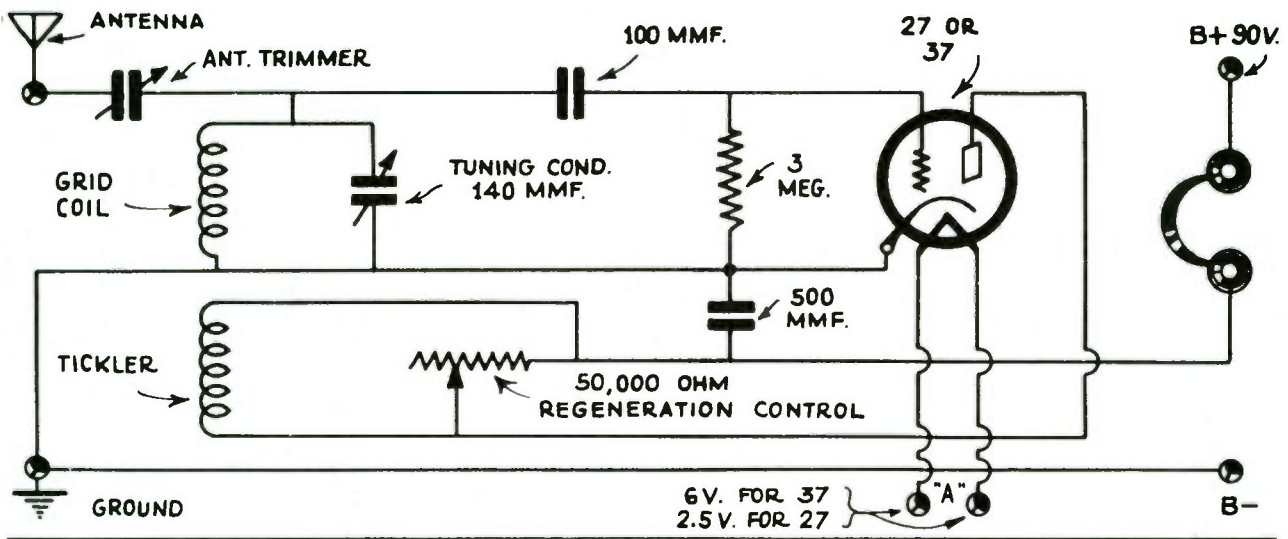 ANTENNA
ANT. TRIMMER
100 MMF.
27 OR
37
B+ 90V.
GRID
COIL
TUNING COND.
140 MMF.
3
MEG.
500
MMF.
TICKLER
50,000 OHM
REGENERATION CONTROL
GROUND
6V. FOR 37
2.5V. FOR 27
"A"
B-